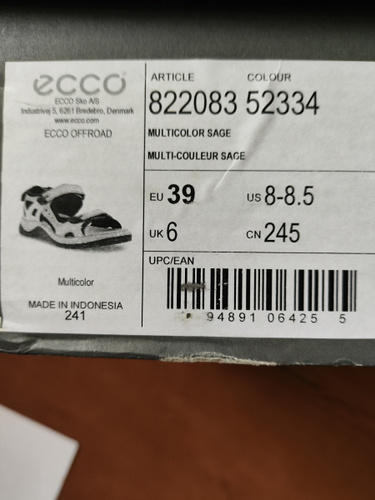 ecco
ECCO Sko A/S
Industrivej 5, 6261 Bredebro, Denmark
www.ecco.com
ECCO OFFROAD
Multicolor
MADE IN INDONESIA
241
ARTICLE COLOUR
822083 52334
MULTICOLOR SAGE
MULTI-COULEUR SAGE
EU 39 US 8-8.5
UK 6 CN 245
UPC/EAN
94891 06425 5